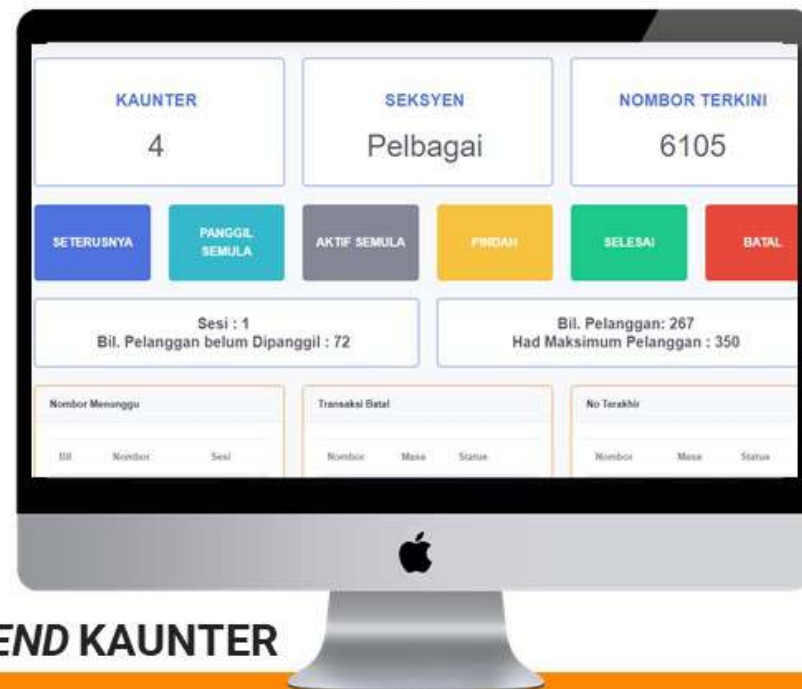 KAUNTER
4
SEKSYEN
Pelbagai
NOMBOR TERKINI
6105
SETERUSNYA
PANGGIL
SEMULA
AKTIF SEMULA
PINDAH
SELESAI
BATAL
Sesi : 1
Bil. Pelanggan belum Dipanggil : 72
Bil. Pelanggan: 267
Had Maksimum Pelanggan : 350
Nombor Menunggu
Bil Nombor Sesi
Transaksi Batal
Nombor Masa Status
No Terakhir
Nombor Masa Status
END KAUNTER